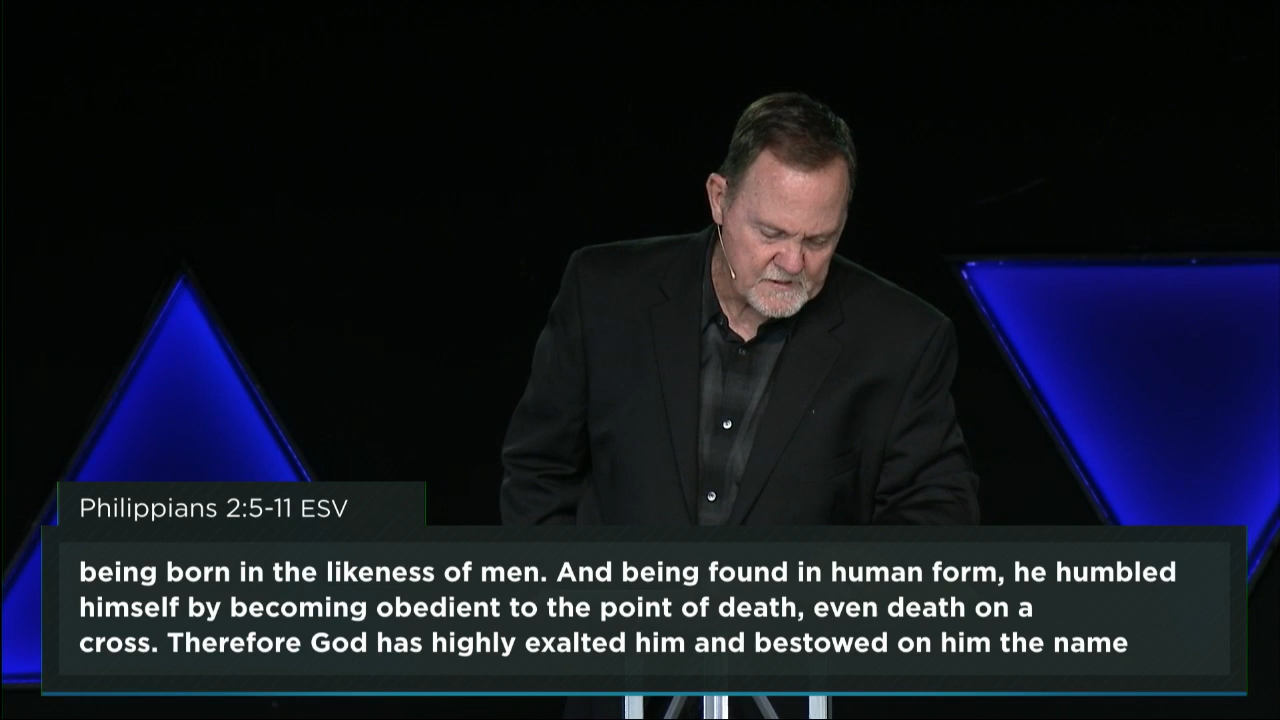 Philippians 2:5-11 ESV
being born in the likeness of men. And being found in human form, he humbled
himself by becoming obedient to the point of death, even death on a
cross. Therefore God has highly exalted him and bestowed on him the name